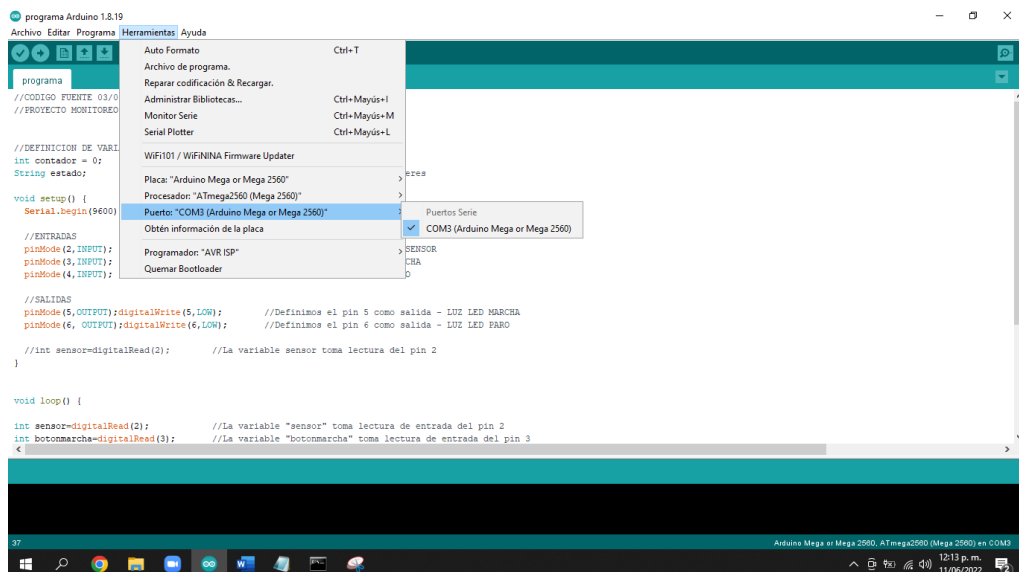 programa Arduino 1.8.19
Archivo Editar Programa Herramientas Ayuda
programa
Auto Formato Ctrl+T
Archivo de programa.
Reparar codificación & Recargar.
Administrar Bibliotecas... Ctrl+Mayús+I
Monitor Serie Ctrl+Mayús+M
Serial Plotter Ctrl+Mayús+L
WiFi101 / WiFiNINA Firmware Updater
Placa: "Arduino Mega or Mega 2560"
Procesador: "ATmega2560 (Mega 2560)"
Puerto: "COM3 (Arduino Mega or Mega 2560)"
Obtén información de la placa
Programador: "AVR ISP"
Quemar Bootloader
Puertos Serie
COM3 (Arduino Mega or Mega 2560)
//CODIGO FUENTE 03/0
//PROYECTO MONITOREO
//DEFINICION DE VARI
int contador = 0;
String estado; eres
void setup() {
Serial.begin(9600)
//ENTRADAS
pinMode(2,INPUT); SENSOR
pinMode(3,INPUT); CHA
pinMode(4,INPUT); O
//SALIDAS
pinMode(5,OUTPUT);digitalWrite(5,LOW); //Definimos el pin 5 como salida - LUZ LED MARCHA
pinMode(6, OUTPUT);digitalWrite(6,LOW); //Definimos el pin 6 como salida - LUZ LED PARO
//int sensor=digitalRead(2); //La variable sensor toma lectura del pin 2
}
void loop() {
int sensor=digitalRead(2); //La variable "sensor" toma lectura de entrada del pin 2
int botonmarcha=digitalRead(3); //La variable "botonmarcha" toma lectura de entrada del pin 3
37 Arduino Mega or Mega 2560, ATmega2560 (Mega 2560) en COM3
12:13 p. m.
11/06/2022